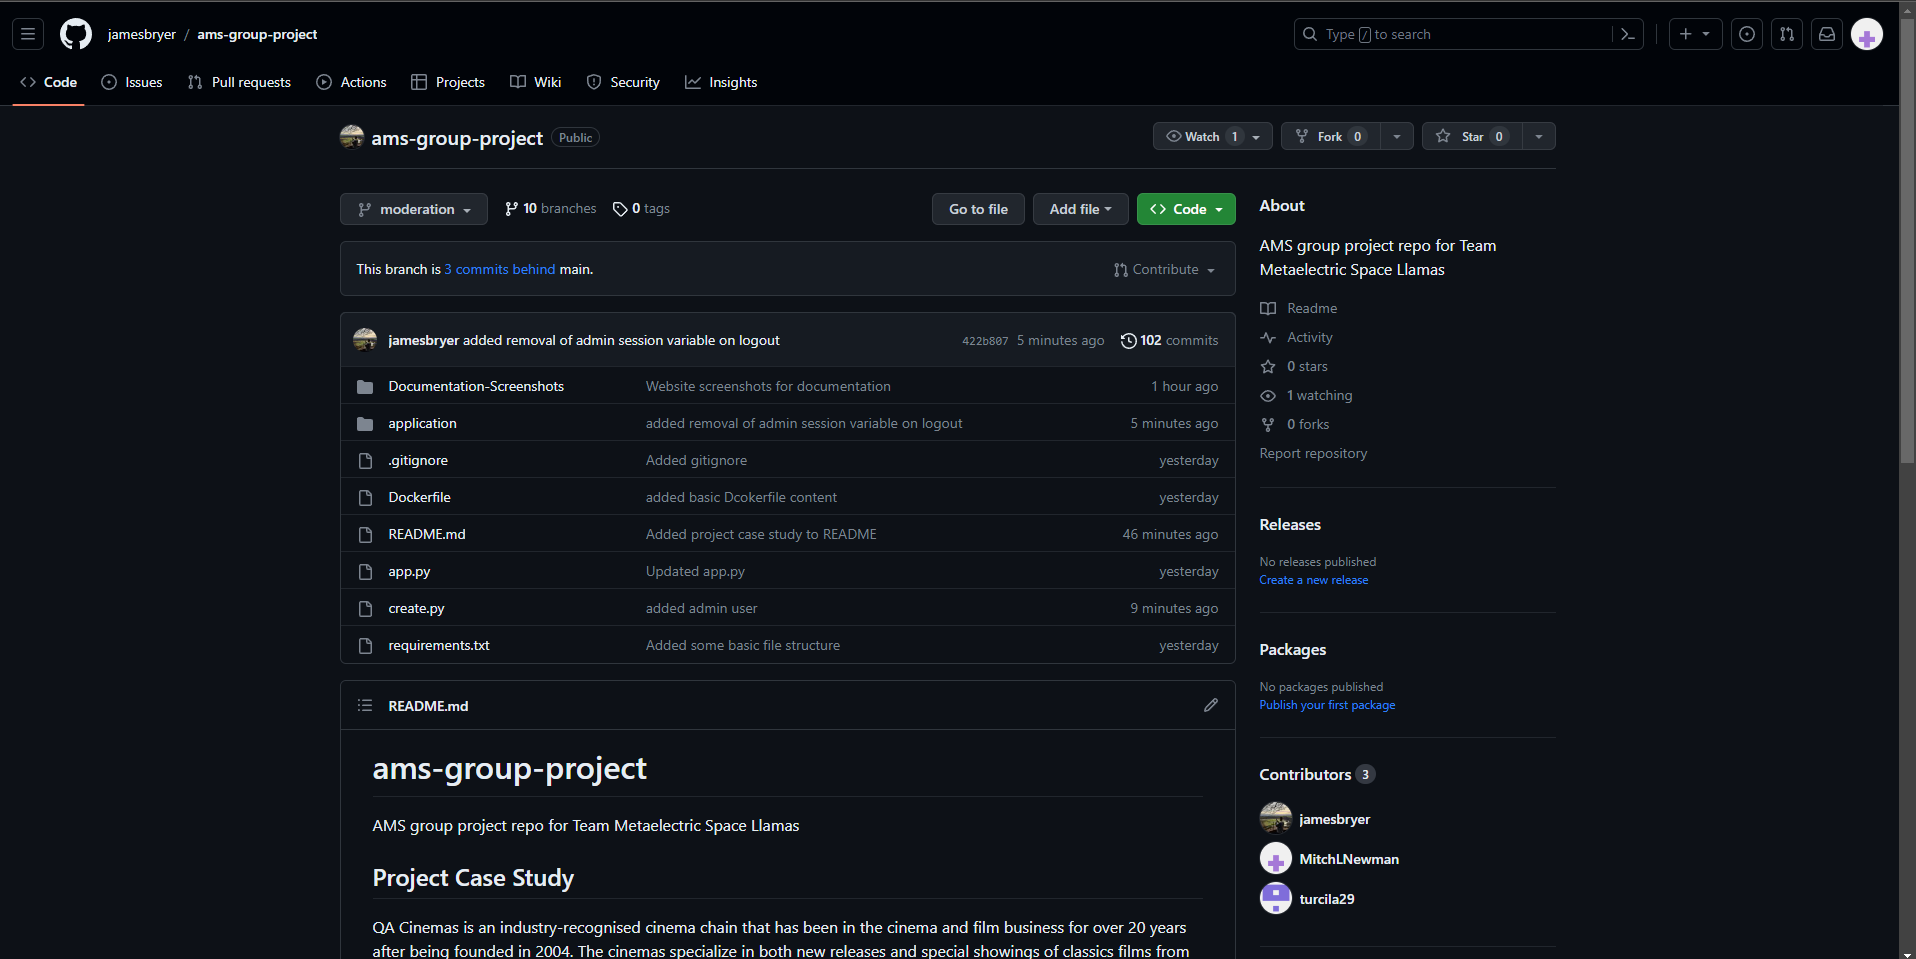 jamesbryer / ams-group-project
Type / to search
Code Issues Pull requests Actions Projects Wiki Security Insights
ams-group-project Public
Watch 1 Fork 0 Star 0
moderation 10 branches 0 tags Go to file Add file Code
This branch is 3 commits behind main. Contribute
jamesbryer added removal of admin session variable on logout 422b807 5 minutes ago 102 commits
Documentation-Screenshots Website screenshots for documentation 1 hour ago
application added removal of admin session variable on logout 5 minutes ago
.gitignore Added gitignore yesterday
Dockerfile added basic Dcokerfile content yesterday
README.md Added project case study to README 46 minutes ago
app.py Updated app.py yesterday
create.py added admin user 9 minutes ago
requirements.txt Added some basic file structure yesterday
README.md
ams-group-project
AMS group project repo for Team Metaelectric Space Llamas
Project Case Study
QA Cinemas is an industry-recognised cinema chain that has been in the cinema and film business for over 20 years
after being founded in 2004. The cinemas specialize in both new releases and special showings of classics films from
About
AMS group project repo for Team
Metaelectric Space Llamas
Readme
Activity
0 stars
1 watching
0 forks
Report repository
Releases
No releases published
Create a new release
Packages
No packages published
Publish your first package
Contributors 3
jamesbryer
MitchLNewman
turcila29